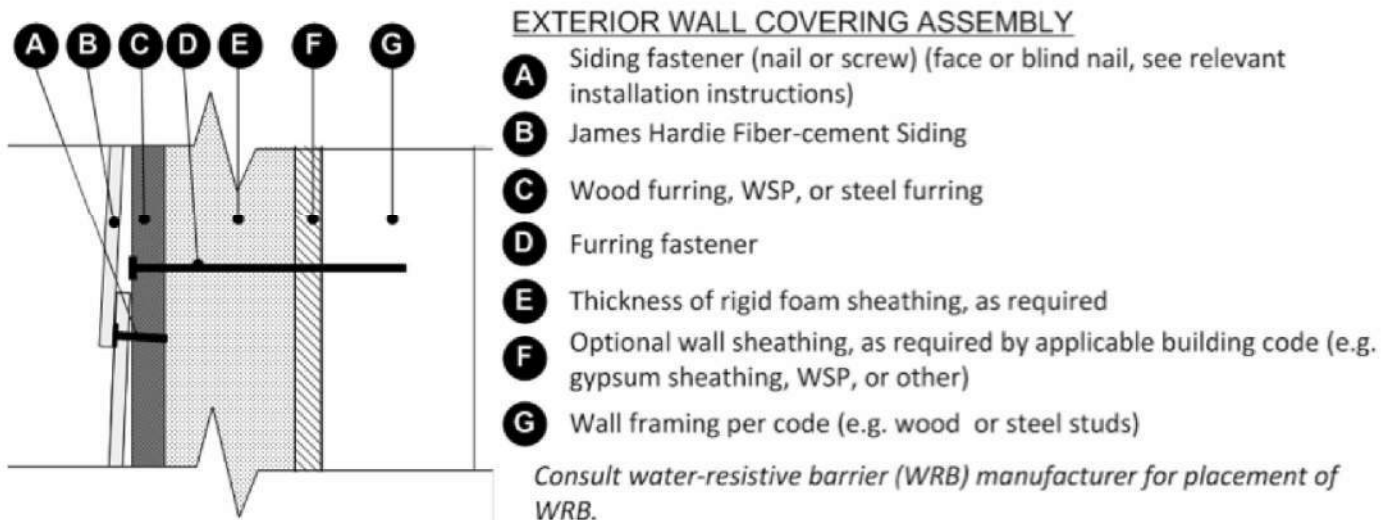 A B C D E F G
EXTERIOR WALL COVERING ASSEMBLY
A Siding fastener (nail or screw) (face or blind nail, see relevant
installation instructions)
B James Hardie Fiber-cement Siding
C Wood furring, WSP, or steel furring
D Furring fastener
E Thickness of rigid foam sheathing, as required
F Optional wall sheathing, as required by applicable building code (e.g.
gypsum sheathing, WSP, or other)
G Wall framing per code (e.g. wood or steel studs)
Consult water-resistive barrier (WRB) manufacturer for placement of
WRB.